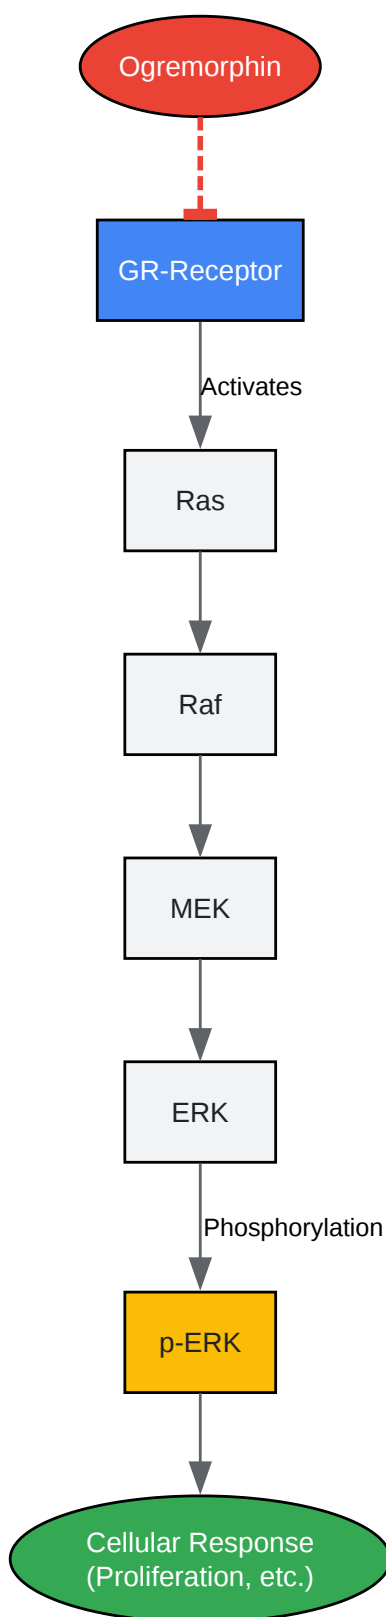 Ogremorphin
GR-Receptor
Activates
Ras
Raf
MEK
ERK
Phosphorylation
p-ERK
Cellular Response
(Proliferation, etc.)